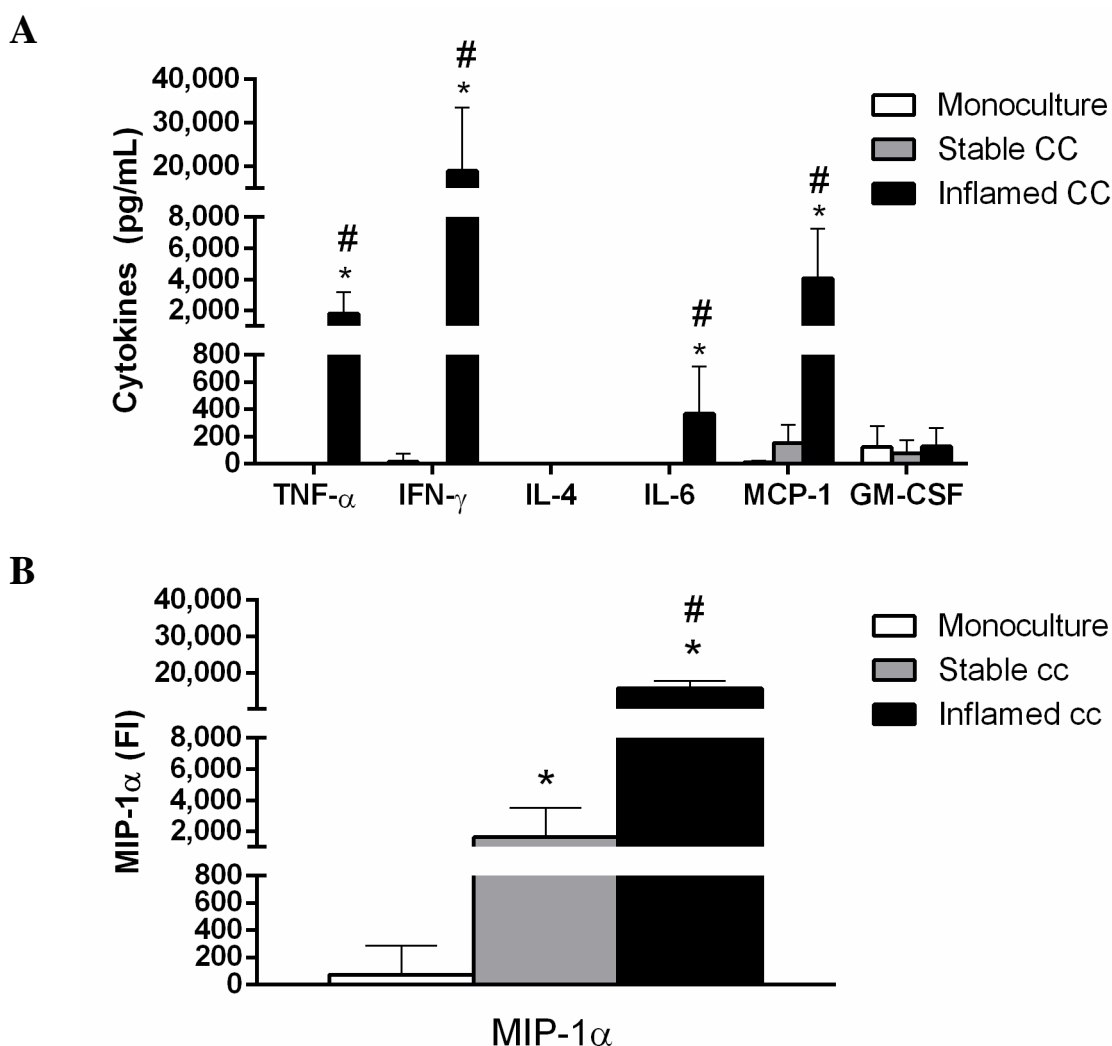 A
Cytokines (pg/mL)
40,000
30,000
20,000
8,000
6,000
4,000
2,000
800
600
400
200
0
#
*
#
*
#
*
#
*
TNF-α IFN-γ IL-4 IL-6 MCP-1 GM-CSF
Monoculture
Stable CC
Inflamed CC
B
MIP-1α (FI)
40,000
30,000
20,000
8,000
6,000
4,000
2,000
800
600
400
200
0
*
#
*
MIP-1α
Monoculture
Stable cc
Inflamed cc